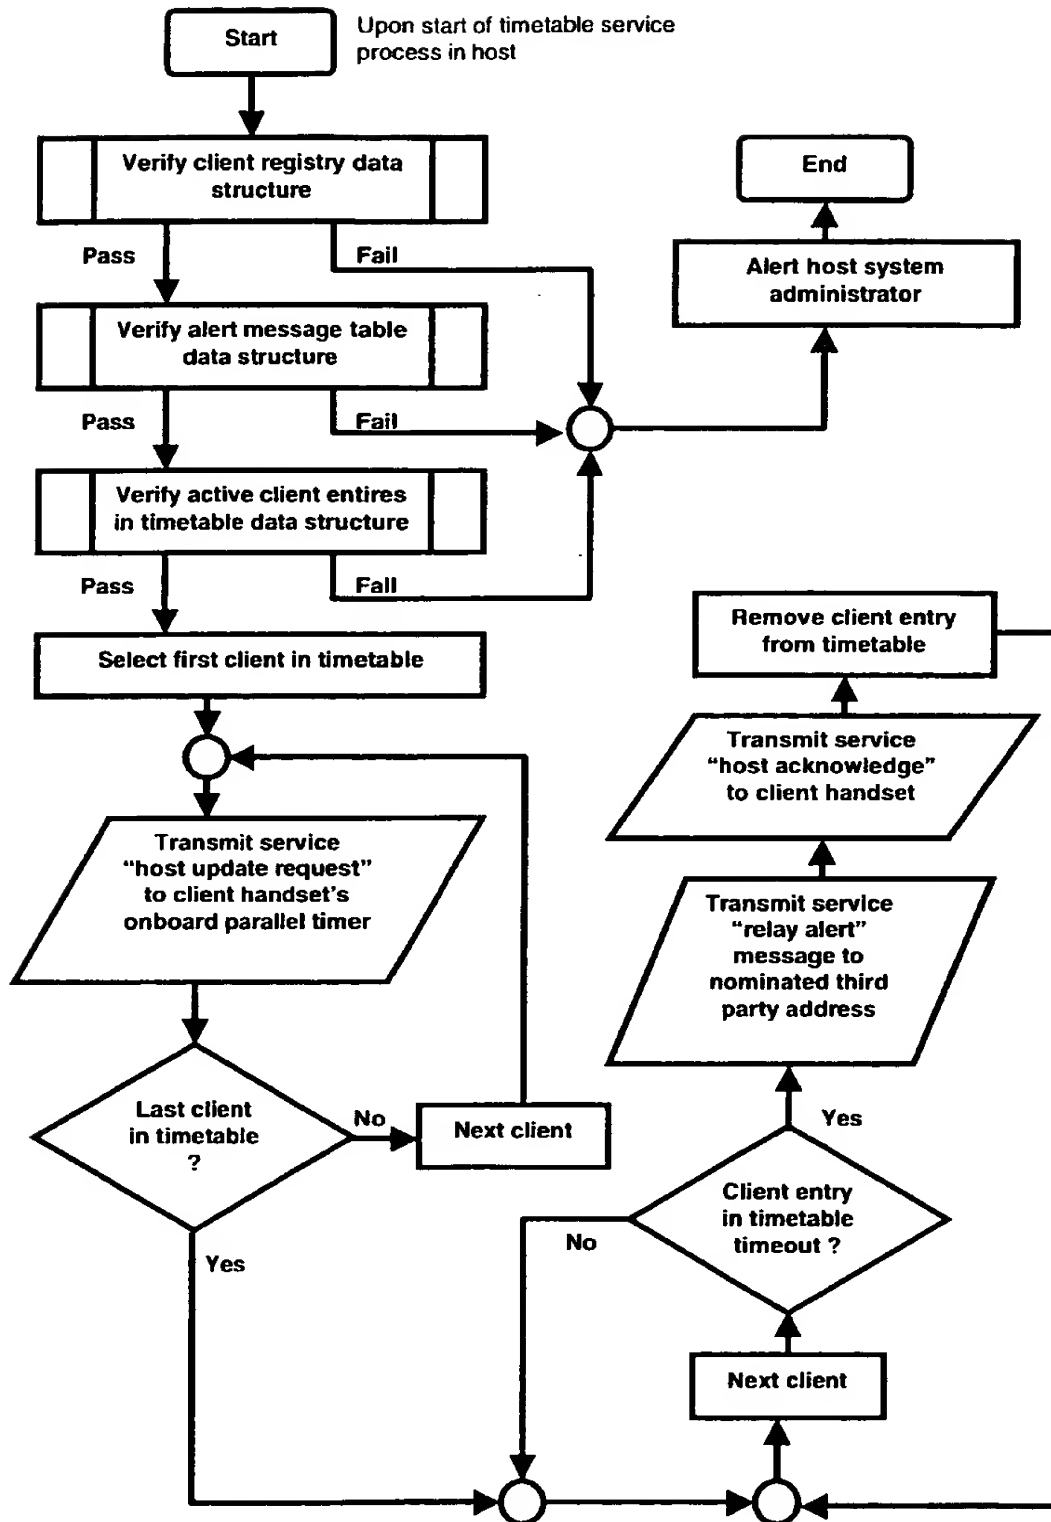 Start
Upon start of timetable service
process in host
Verify client registry data
structure
End
Pass
Fail
Alert host system
administrator
Verify alert message table
data structure
Pass
Fail
Verify active client entires
in timetable data structure
Pass
Fail
Remove client entry
from timetable
Select first client in timetable
Transmit service
“host acknowledge”
to client handset
Transmit service
“host update request”
to client handset's
onboard parallel timer
Transmit service
“relay alert”
message to
nominated third
party address
Last client
in timetable
?
No
Next client
Yes
Client entry
in timetable
timeout ?
No
Yes
Next client